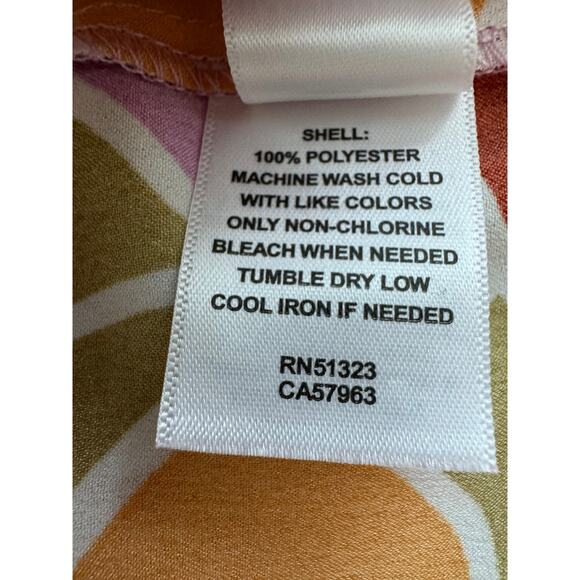 SHELL:
100% POLYESTER
MACHINE WASH COLD
WITH LIKE COLORS
ONLY NON-CHLORINE
BLEACH WHEN NEEDED
TUMBLE DRY LOW
COOL IRON IF NEEDED
RN51323
CA57963